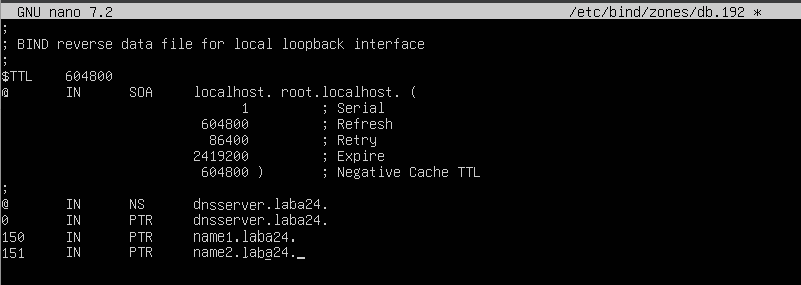 GNU nano 7.2 /etc/bind/zones/db.192 *
;
; BIND reverse data file for local loopback interface
;
$TTL 604800
@ IN SOA localhost. root.localhost. (
1 ; Serial
604800 ; Refresh
86400 ; Retry
2419200 ; Expire
604800 ) ; Negative Cache TTL
;
@ IN NS dnsserver.laba24.
0 IN PTR dnsserver.laba24.
150 IN PTR name1.laba24.
151 IN PTR name2.laba24._